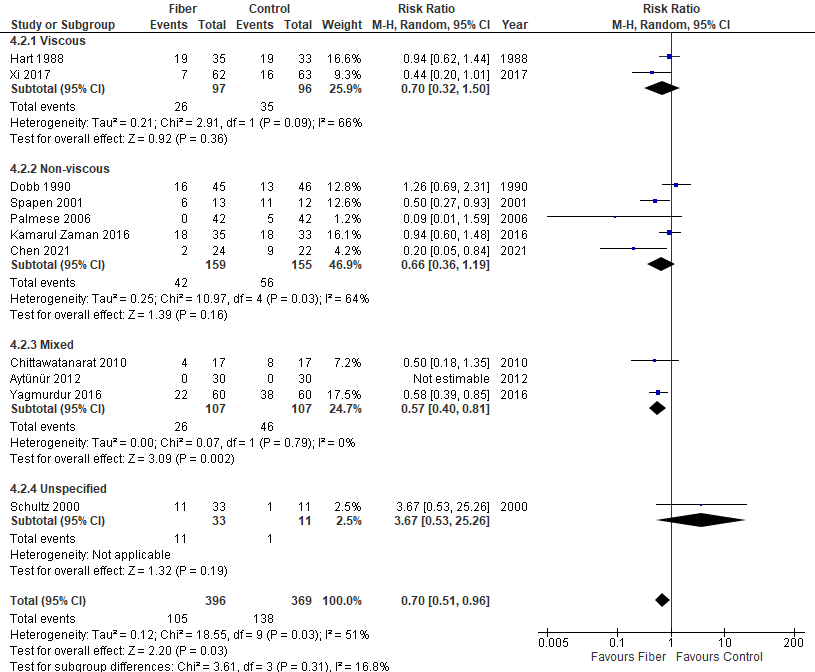 Fiber Control Risk Ratio Risk Ratio
Study or Subgroup Events Total Events Total Weight M-H, Random, 95% CI Year M-H, Random, 95% CI
4.2.1 Viscous
Hart 1988 19 35 19 33 16.6% 0.94 [0.62, 1.44] 1988
Xi 2017 7 62 16 63 9.3% 0.44 [0.20, 1.01] 2017
Subtotal (95% CI) 97 96 25.9% 0.70 [0.32, 1.50]
Total events 26 35
Heterogeneity: Tau² = 0.21; Chi² = 2.91, df = 1 (P = 0.09); I² = 66%
Test for overall effect: Z = 0.92 (P = 0.36)
4.2.2 Non-viscous
Dobb 1990 16 45 13 46 12.8% 1.26 [0.69, 2.31] 1990
Spapen 2001 6 13 11 12 12.4% 0.50 [0.27, 0.93] 2001
Palmese 2006 0 42 5 42 1.2% 0.09 [0.01, 1.59] 2006
Kamarul Zaman 2016 18 35 18 33 16.1% 0.94 [0.60, 1.48] 2016
Chen 2021 2 24 9 22 4.2% 0.20 [0.05, 0.84] 2021
Subtotal (95% CI) 159 155 46.9% 0.66 [0.36, 1.19]
Total events 42 56
Heterogeneity: Tau² = 0.25; Chi² = 10.97, df = 4 (P = 0.03); I² = 64%
Test for overall effect: Z = 1.39 (P = 0.16)
4.2.3 Mixed
Chittawatanarat 2010 4 17 8 17 7.2% 0.50 [0.18, 1.35] 2010
Aytünür 2012 0 30 0 30 Not estimable 2012
Yagmurdur 2016 22 60 38 60 17.5% 0.58 [0.39, 0.85] 2016
Subtotal (95% CI) 107 107 24.7% 0.57 [0.40, 0.81]
Total events 26 46
Heterogeneity: Tau² = 0.00; Chi² = 0.07, df = 1 (P = 0.79); I² = 0%
Test for overall effect: Z = 3.09 (P = 0.002)
4.2.4 Unspecified
Schultz 2000 11 33 1 11 2.5% 3.67 [0.53, 25.26] 2000
Subtotal (95% CI) 33 11 2.5% 3.67 [0.53, 25.26]
Total events 11 1
Heterogeneity: Not applicable
Test for overall effect: Z = 1.32 (P = 0.19)
Total (95% CI) 396 369 100.0% 0.70 [0.51, 0.96]
Total events 105 138
Heterogeneity: Tau² = 0.12; Chi² = 18.55, df = 9 (P = 0.03); I² = 51%
Test for overall effect: Z = 2.20 (P = 0.03)
Test for subgroup differences: Chi² = 3.61, df = 3 (P = 0.31), I² = 16.8%
0.005 0.1 1 10 200
Favours Fiber Favours Control